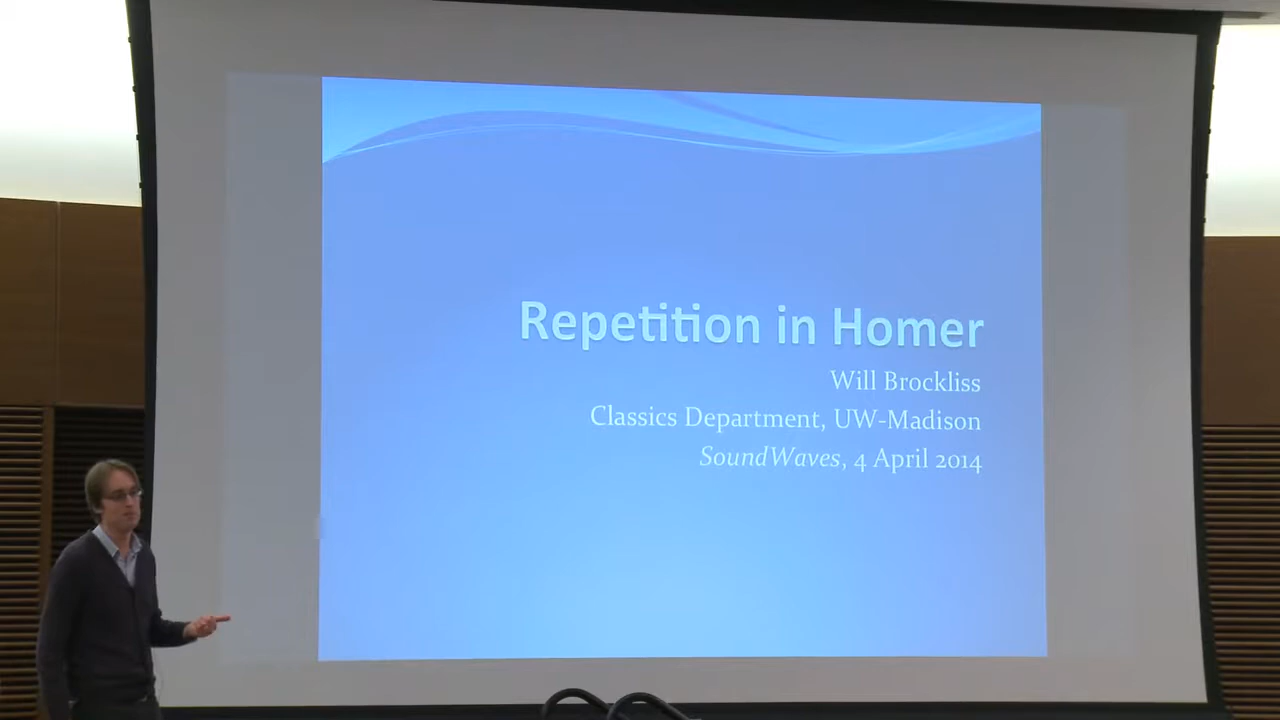 Repetition in Homer
Will Brockliss
Classics Department, UW-Madison
SoundWaves, 4 April 2014